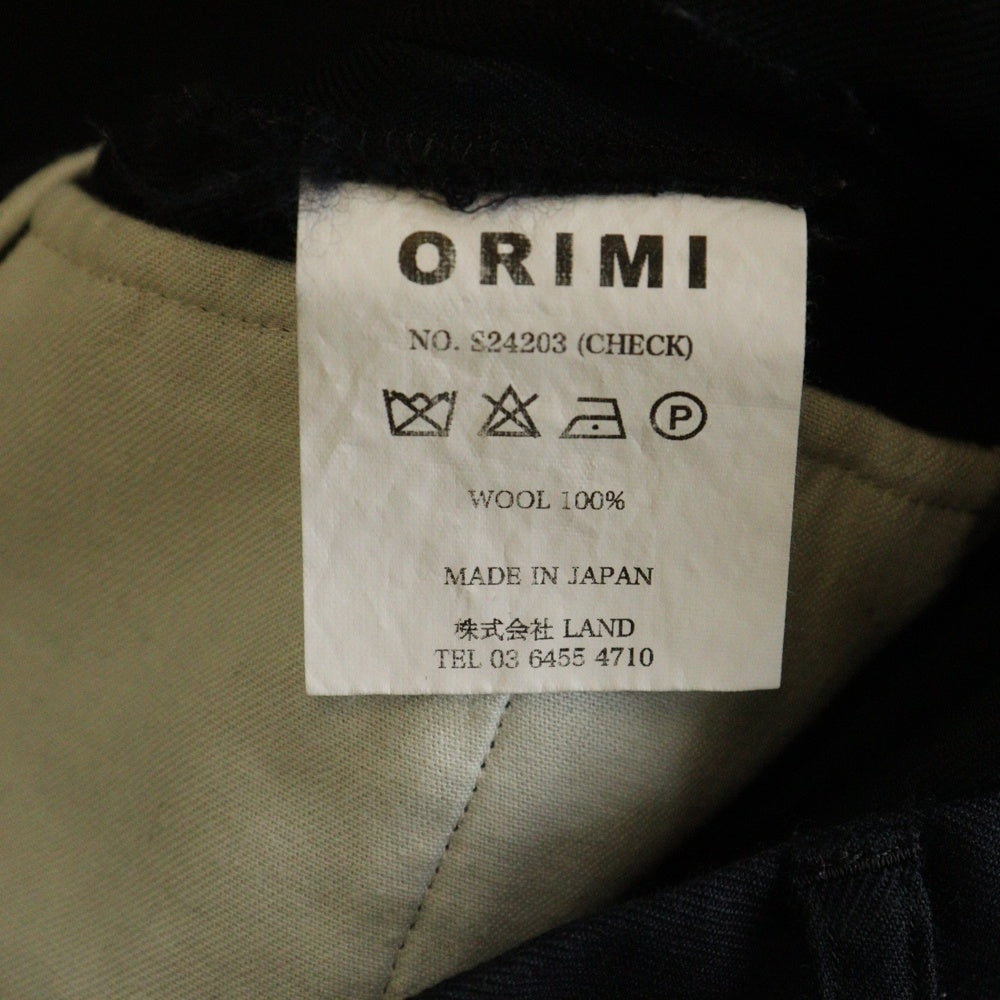 ORIMI
NO. S24203 (CHECK)
P
WOOL 100%
MADE IN JAPAN
株式会社 LAND
TEL 03 6455 4710